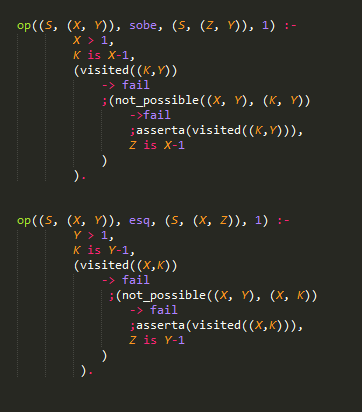 op((S, (X, Y)), sobe, (S, (Z, Y)), 1) :-
X > 1,
K is X-1,
(visited((K,Y))
-> fail
;(not_possible((X, Y), (K, Y))
->fail
;asserta(visited((K,Y))),
Z is X-1
)
).
op((S, (X, Y)), esq, (S, (X, Z)), 1) :-
Y > 1,
K is Y-1,
(visited((X,K))
-> fail
;(not_possible((X, Y), (X, K))
-> fail
;asserta(visited((X,K))),
Z is Y-1
)
).